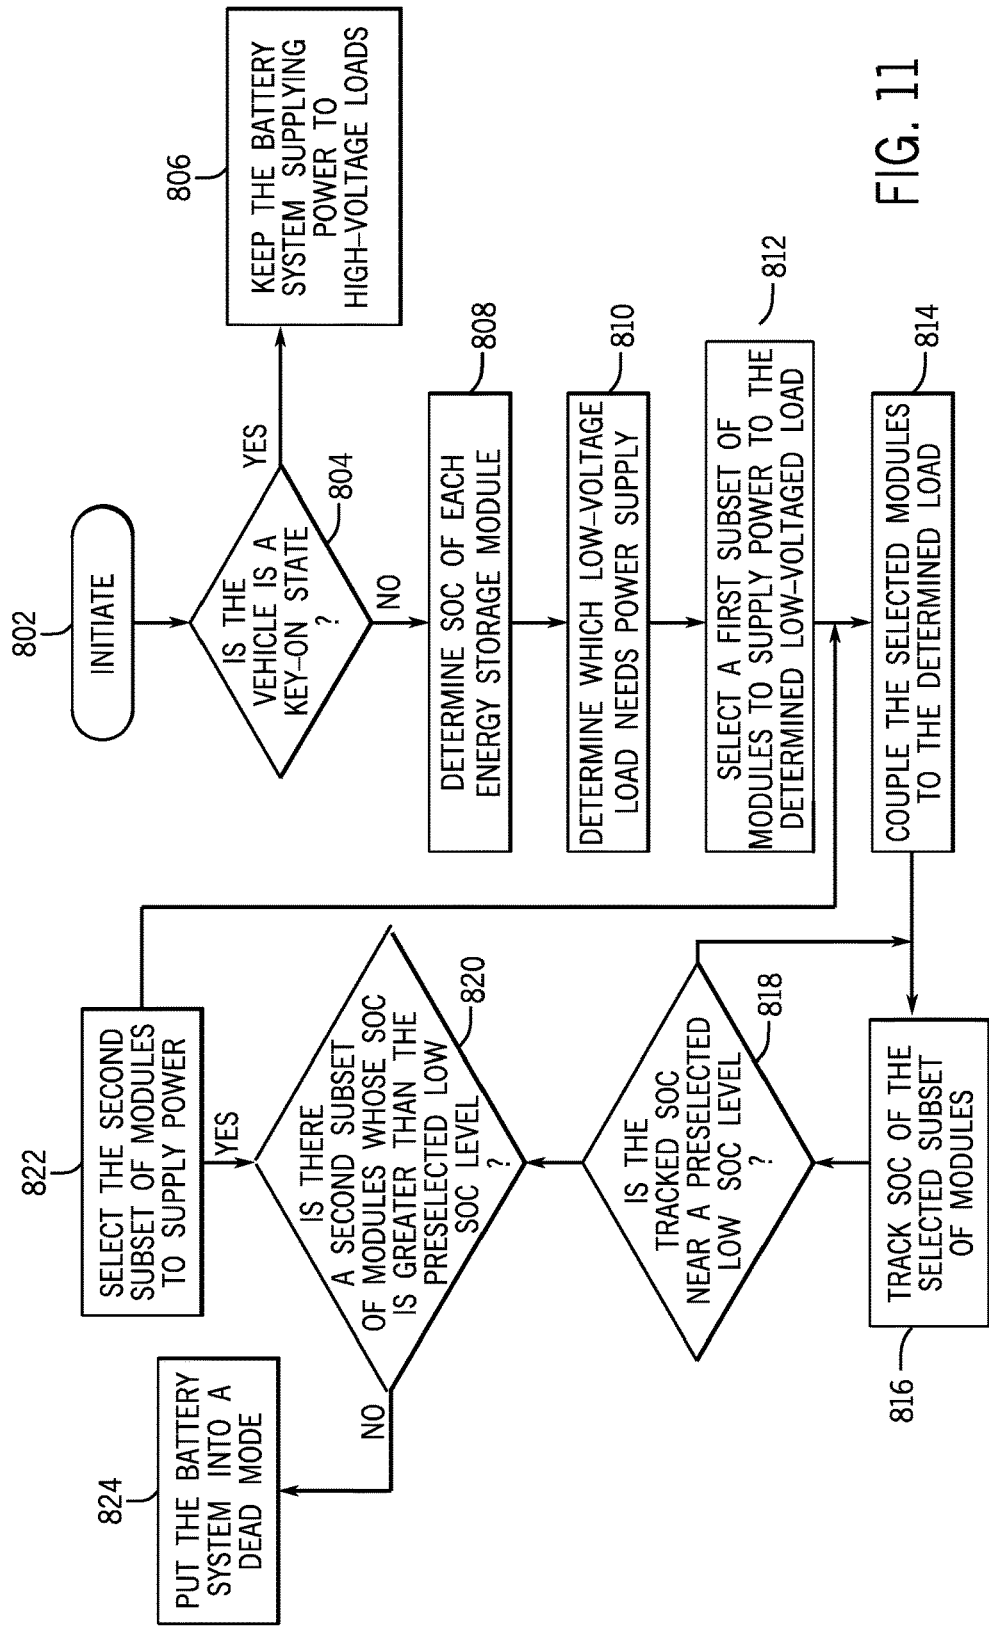 802
INITIATE
IS THE
VEHICLE IS A
KEY-ON STATE
?
804
YES
806
KEEP THE BATTERY
SYSTEM SUPPLYING
POWER TO
HIGH-VOLTAGE LOADS
NO
DETERMINE SOC OF EACH
ENERGY STORAGE MODULE
808
DETERMINE WHICH LOW-VOLTAGE
LOAD NEEDS POWER SUPPLY
810
SELECT A FIRST SUBSET OF
MODULES TO SUPPLY POWER TO THE
DETERMINED LOW-VOLTAGED LOAD
812
COUPLE THE SELECTED MODULES
TO THE DETERMINED LOAD
814
TRACK SOC OF THE
SELECTED SUBSET
OF MODULES
816
IS THE
TRACKED SOC
NEAR A PRESELECTED
LOW SOC LEVEL
?
818
IS THERE
A SECOND SUBSET
OF MODULES WHOSE SOC
IS GREATER THAN THE
PRESELECTED LOW
SOC LEVEL
?
820
YES
822
SELECT THE SECOND
SUBSET OF MODULES
TO SUPPLY POWER
NO
824
PUT THE BATTERY
SYSTEM INTO A
DEAD MODE
FIG. 11